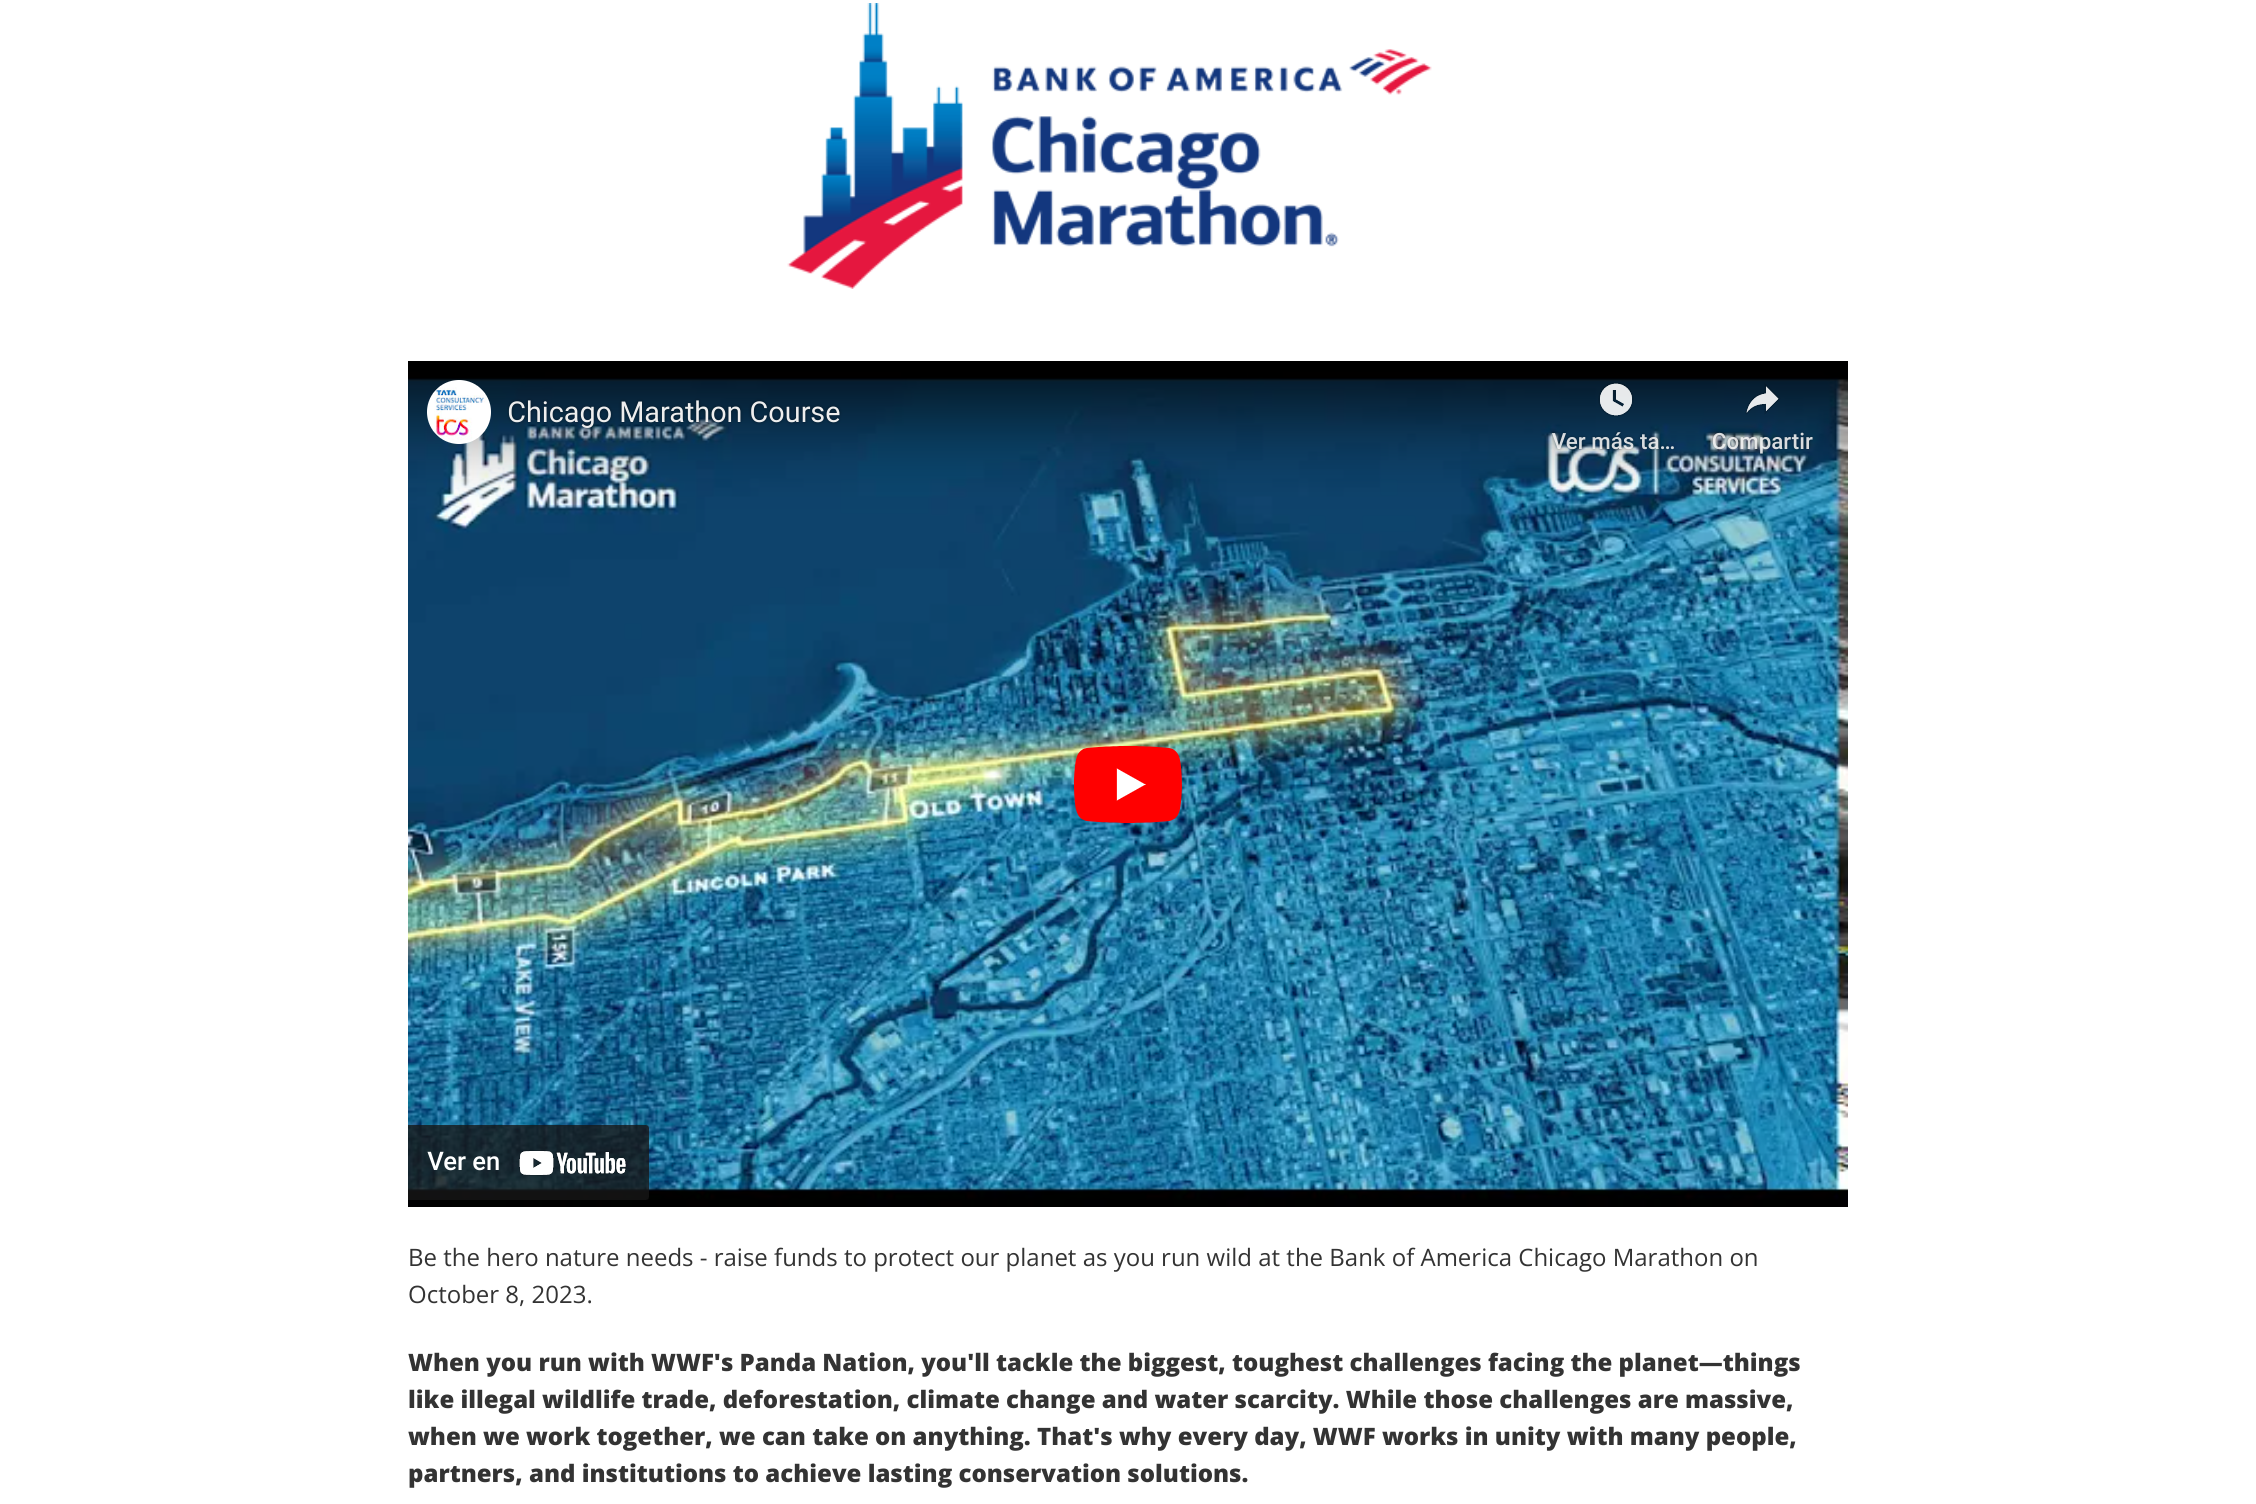 BANK OF AMERICA
Chicago
Marathon®
TATA
CONSULTANCY
SERVICES
tcs
Chicago Marathon Course
Ver más ta...
Compartir
BANK OF AMERICA
Chicago
Marathon
tcs
CONSULTANCY
SERVICES
11
OLD TOWN
10
LINCOLN PARK
9
15K
LAKE VIEW
Ver en YouTube
Be the hero nature needs - raise funds to protect our planet as you run wild at the Bank of America Chicago Marathon on
October 8, 2023.
When you run with WWF's Panda Nation, you'll tackle the biggest, toughest challenges facing the planet—things
like illegal wildlife trade, deforestation, climate change and water scarcity. While those challenges are massive,
when we work together, we can take on anything. That's why every day, WWF works in unity with many people,
partners, and institutions to achieve lasting conservation solutions.